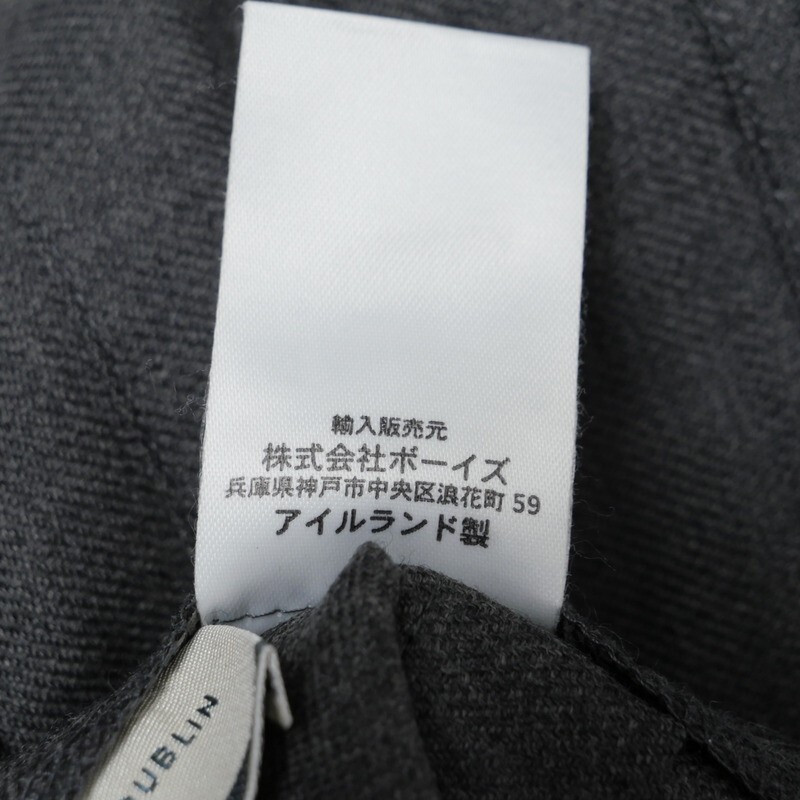 輸入販売元
株式会社ボーイズ
兵庫県神戸市中央区浪花町 59
アイルランド製